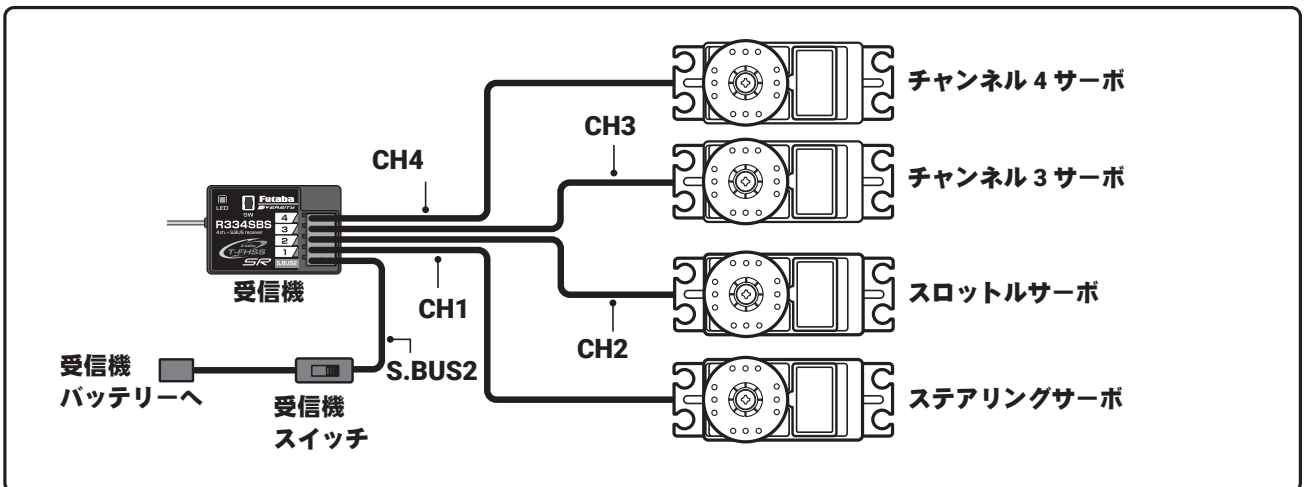 チャンネル 4 サーボ
CH3
CH4
チャンネル 3 サーボ
LED
SW
Futaba
R334SBS
4
3
2
1
T-FHSS
SR
S.BUS2
受信機
CH1
スロットルサーボ
CH2
S.BUS2
受信機
バッテリーへ
受信機
スイッチ
ステアリングサーボ